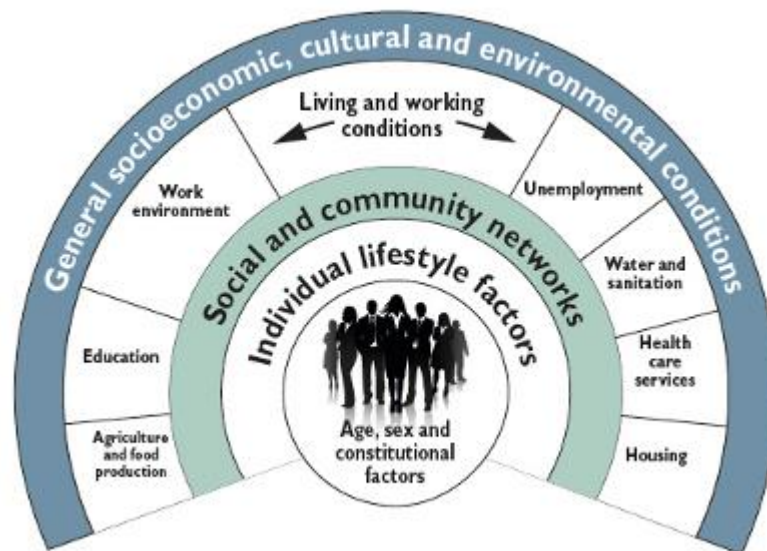 General socioeconomic, cultural and environmental conditions
Living and working
conditions
Work
environment
Unemployment
Water and
sanitation
Education
Health
care
services
Agriculture
and food
production
Housing
Social and community networks
Individual lifestyle factors
Age, sex and
constitutional
factors